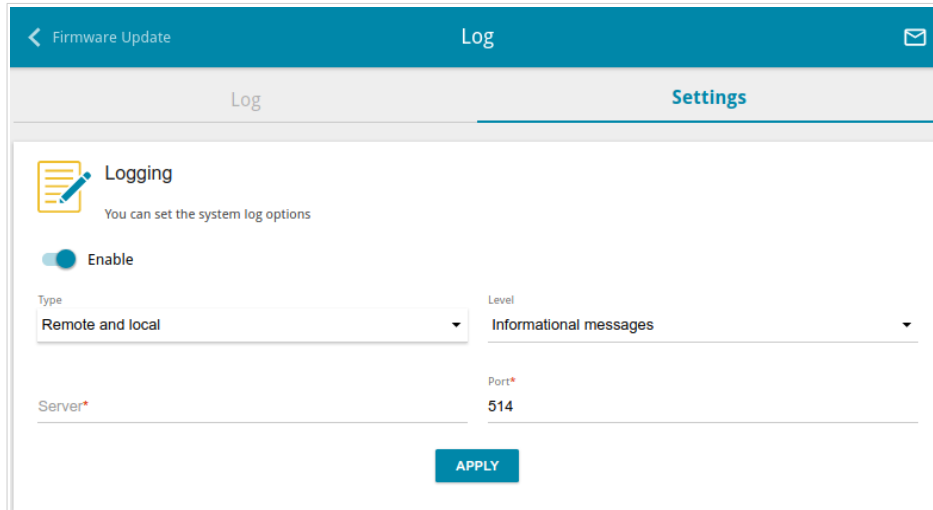 Firmware Update
Log
Log
Settings
Logging
You can set the system log options
Enable
Type
Level
Remote and local
Informational messages
Port*
Server*
514
APPLY